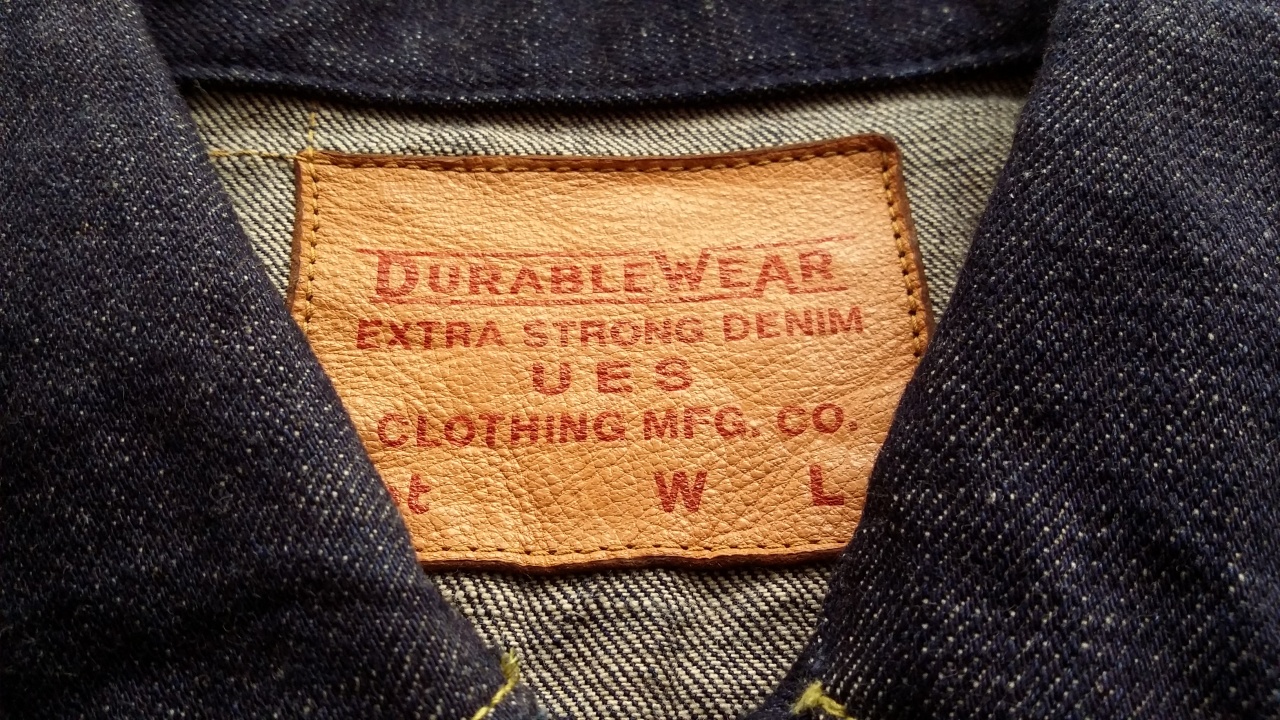 DURABLEWEAR
EXTRA STRONG DENIM
UES
CLOTHING MFG. CO.
W L